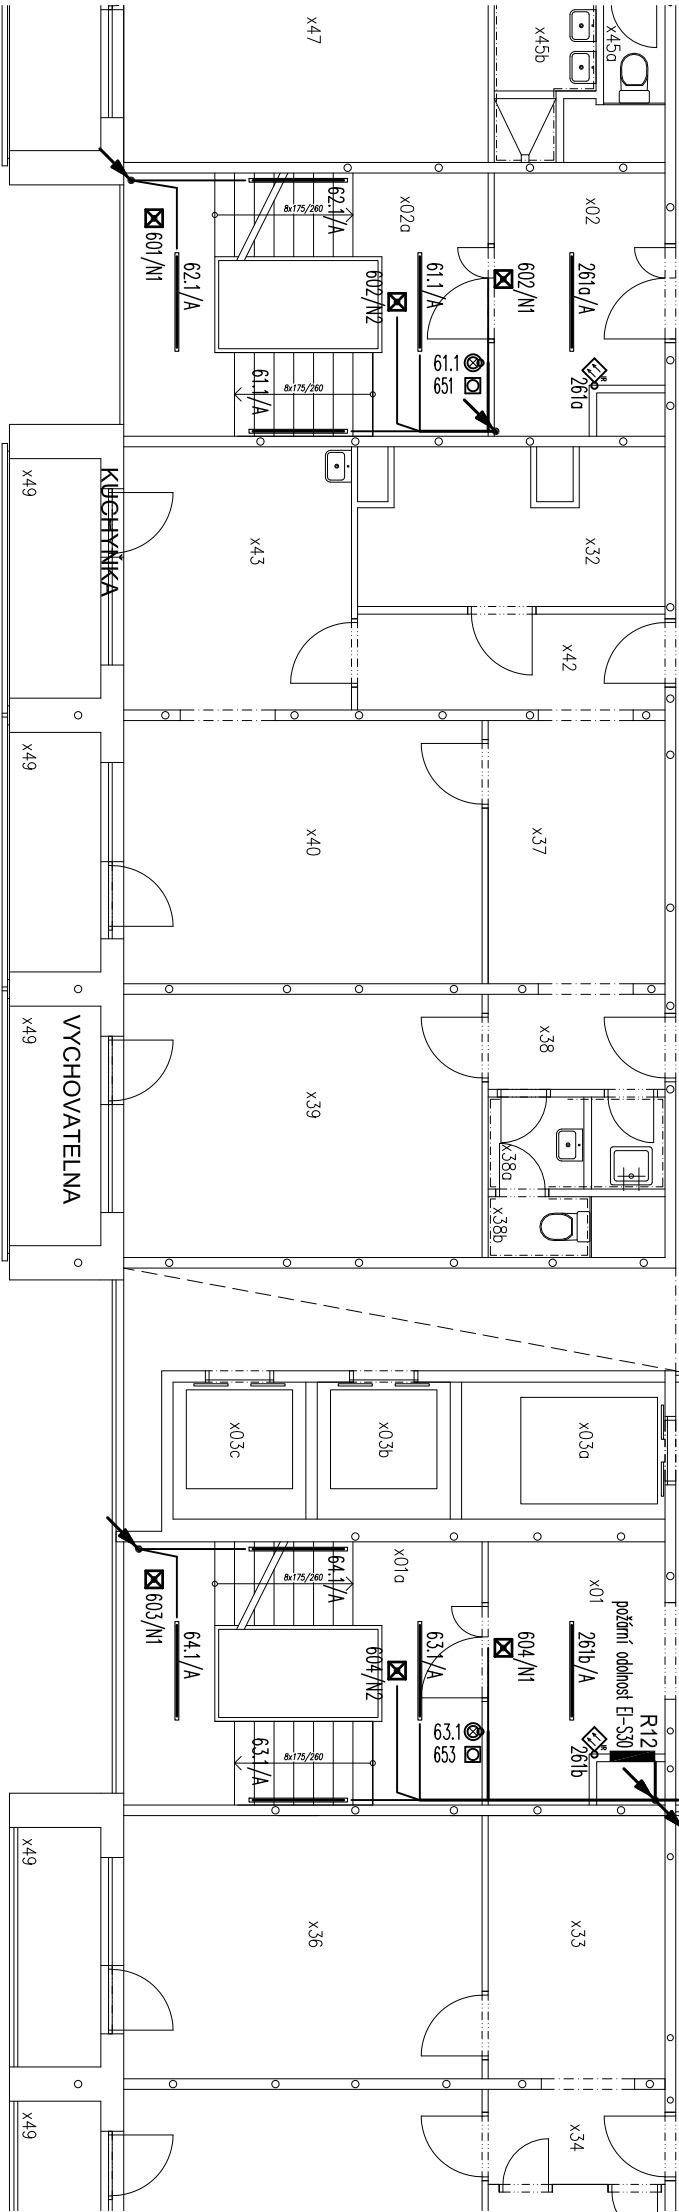 x47
x45b
x45a
62.1/A
8x175/260
x02a
x02
601/N1
62.1/A
602/N2
61.1/A
602/N1
261a/A
61.1
651
261a
61.1/A
8x175/260
x49
KUCHYNKA
x43
x32
x42
x49
x40
x37
x49
VYCHOVATELNA
x39
x38
x38a
x38b
x03c
x03b
x03a
64.1/A
8x175/260
x01a
x01
požární odolnost EI-S30
603/N1
64.1/A
604/N2
63.1/A
604/N1
261b/A
R12
63.1
653
261b
63.1/A
8x175/260
x49
x36
x33
x49
x34